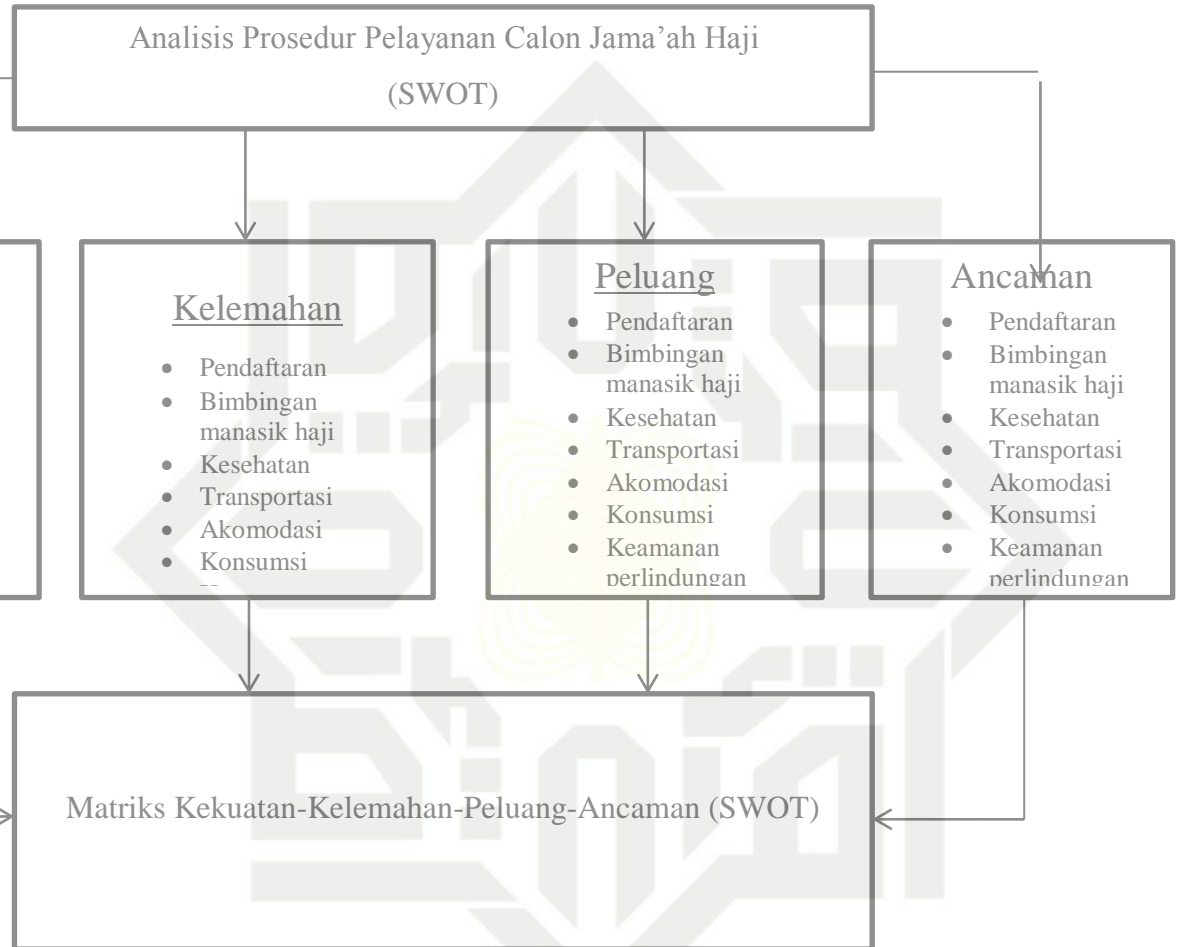 Analisis Prosedur Pelayanan Calon Jama’ah Haji
(SWOT)
Kelemahan
• Pendaftaran
• Bimbingan
manasik haji
• Kesehatan
• Transportasi
• Akomodasi
• Konsumsi
Peluang
• Pendaftaran
• Bimbingan
manasik haji
• Kesehatan
• Transportasi
• Akomodasi
• Konsumsi
• Keamanan
perlindungan
Ancaman
• Pendaftaran
• Bimbingan
manasik haji
• Kesehatan
• Transportasi
• Akomodasi
• Konsumsi
• Keamanan
perlindungan
Matriks Kekuatan-Kelemahan-Peluang-Ancaman (SWOT)